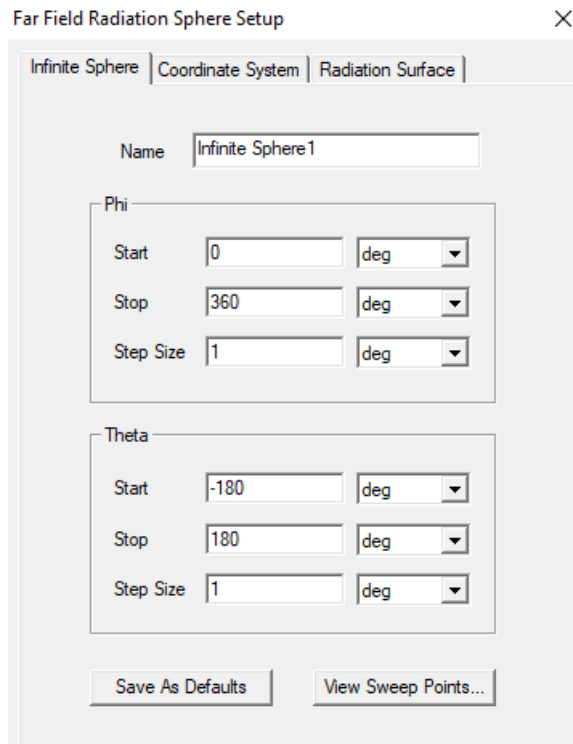 Far Field Radiation Sphere Setup
Infinite Sphere Coordinate System Radiation Surface
Name Infinite Sphere1
Phi
Start 0 deg
Stop 360 deg
Step Size 1 deg
Theta
Start -180 deg
Stop 180 deg
Step Size 1 deg
Save As Defaults View Sweep Points...